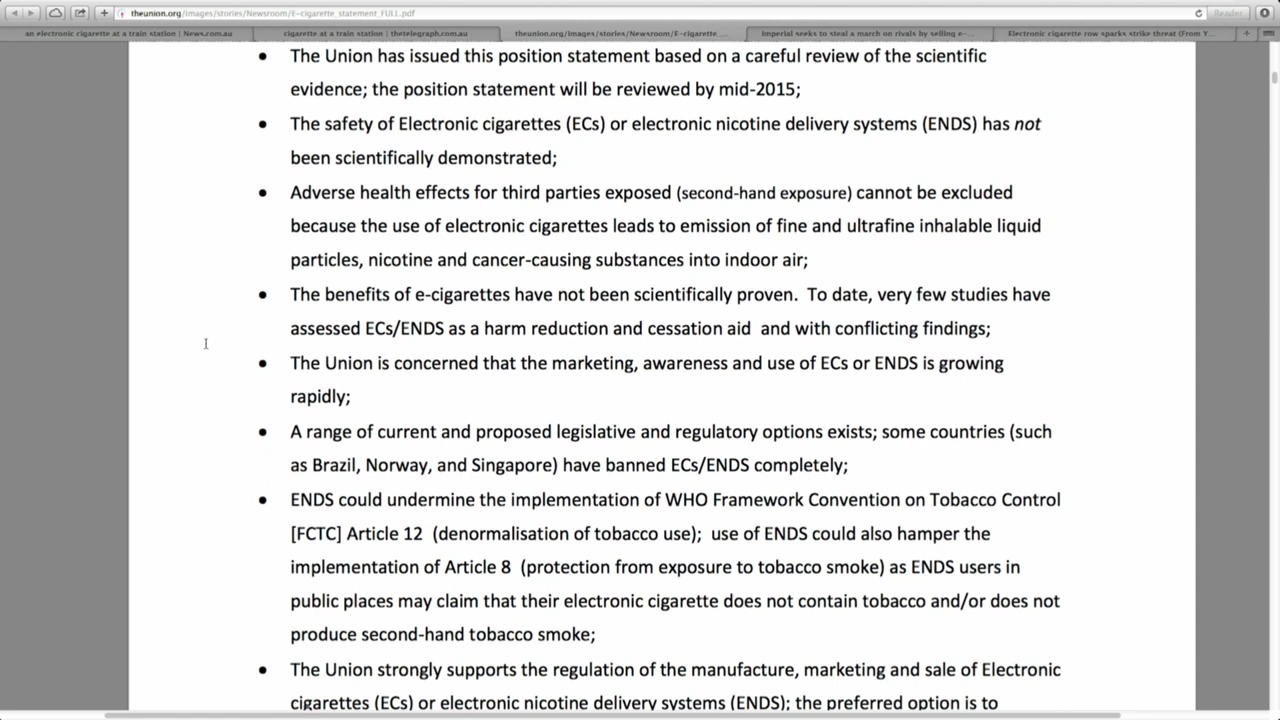 theunion.org/images/stories/Newsroom/E-cigarette_statement_FULL.pdf
Reader
an electronic cigarette at a train station | News.com.au
cigarette at a train station | thetelegraph.com.au
theunion.org/images/stories/Newsroom/E-cigarette_...
Imperial seeks to steal a march on rivals by selling e-...
Electronic cigarette row sparks strike threat (From Y...
• The Union has issued this position statement based on a careful review of the scientific
evidence; the position statement will be reviewed by mid-2015;
• The safety of Electronic cigarettes (ECs) or electronic nicotine delivery systems (ENDS) has not
been scientifically demonstrated;
• Adverse health effects for third parties exposed (second-hand exposure) cannot be excluded
because the use of electronic cigarettes leads to emission of fine and ultrafine inhalable liquid
particles, nicotine and cancer-causing substances into indoor air;
• The benefits of e-cigarettes have not been scientifically proven.  To date, very few studies have
assessed ECs/ENDS as a harm reduction and cessation aid  and with conflicting findings;
• The Union is concerned that the marketing, awareness and use of ECs or ENDS is growing
rapidly;
• A range of current and proposed legislative and regulatory options exists; some countries (such
as Brazil, Norway, and Singapore) have banned ECs/ENDS completely;
• ENDS could undermine the implementation of WHO Framework Convention on Tobacco Control
[FCTC] Article 12  (denormalisation of tobacco use);  use of ENDS could also hamper the
implementation of Article 8  (protection from exposure to tobacco smoke) as ENDS users in
public places may claim that their electronic cigarette does not contain tobacco and/or does not
produce second-hand tobacco smoke;
• The Union strongly supports the regulation of the manufacture, marketing and sale of Electronic
cigarettes (ECs) or electronic nicotine delivery systems (ENDS); the preferred option is to